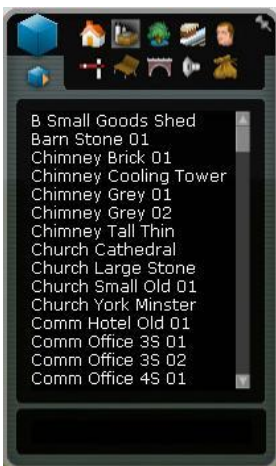 B Small Goods Shed
Barn Stone 01
Chimney Brick 01
Chimney Cooling Tower
Chimney Grey 01
Chimney Grey 02
Chimney Tall Thin
Church Cathedral
Church Large Stone
Church Small Old 01
Church York Minster
Comm Hotel Old 01
Comm Office 3S 01
Comm Office 3S 02
Comm Office 4S 01